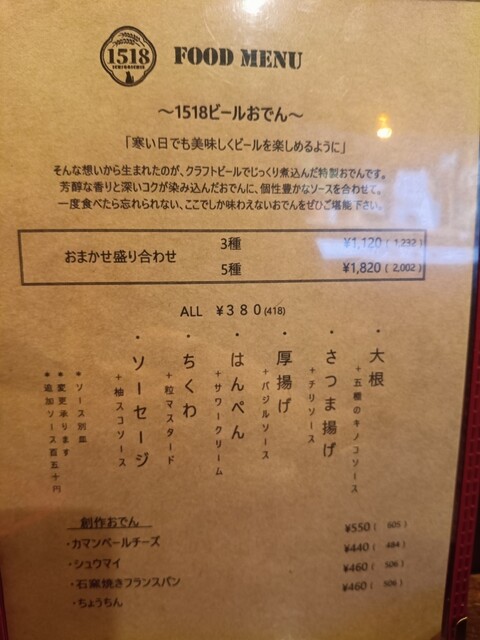 1518
FOOD MENU
～1518ビールおでん～
「寒い日でも美味しくビールを楽しめるように」
そんな想いから生まれたのが、クラフトビールでじっくり煮込んだ特製おでんです。
芳醇な香りと深いコクが染み込んだおでんに、個性豊かなソースを合わせて。
一度食べたら忘れられない、ここでしか味わえないおでんをぜひご堪能 下さい。
おまかせ盛り合わせ
3種 ¥1,120 (1,232)
5種 ¥1,820 (2,002)
ALL ¥380(418)
・大根
+五種のキノコソース
・さつま揚げ
+チリソース
・厚揚げ
+バジルソース
・はんぺん
+サワークリーム
・ちくわ
+粒マスタード
・ソーセージ
+柚スコソース
*ソース別皿
*変更承ります
*追加ソース百五十円
創作おでん
・カマンベールチーズ ¥550 (605)
・シュウマイ ¥440 (484)
・石窯焼きフランスパン ¥460 (506)
・ちょうちん ¥460 (506)